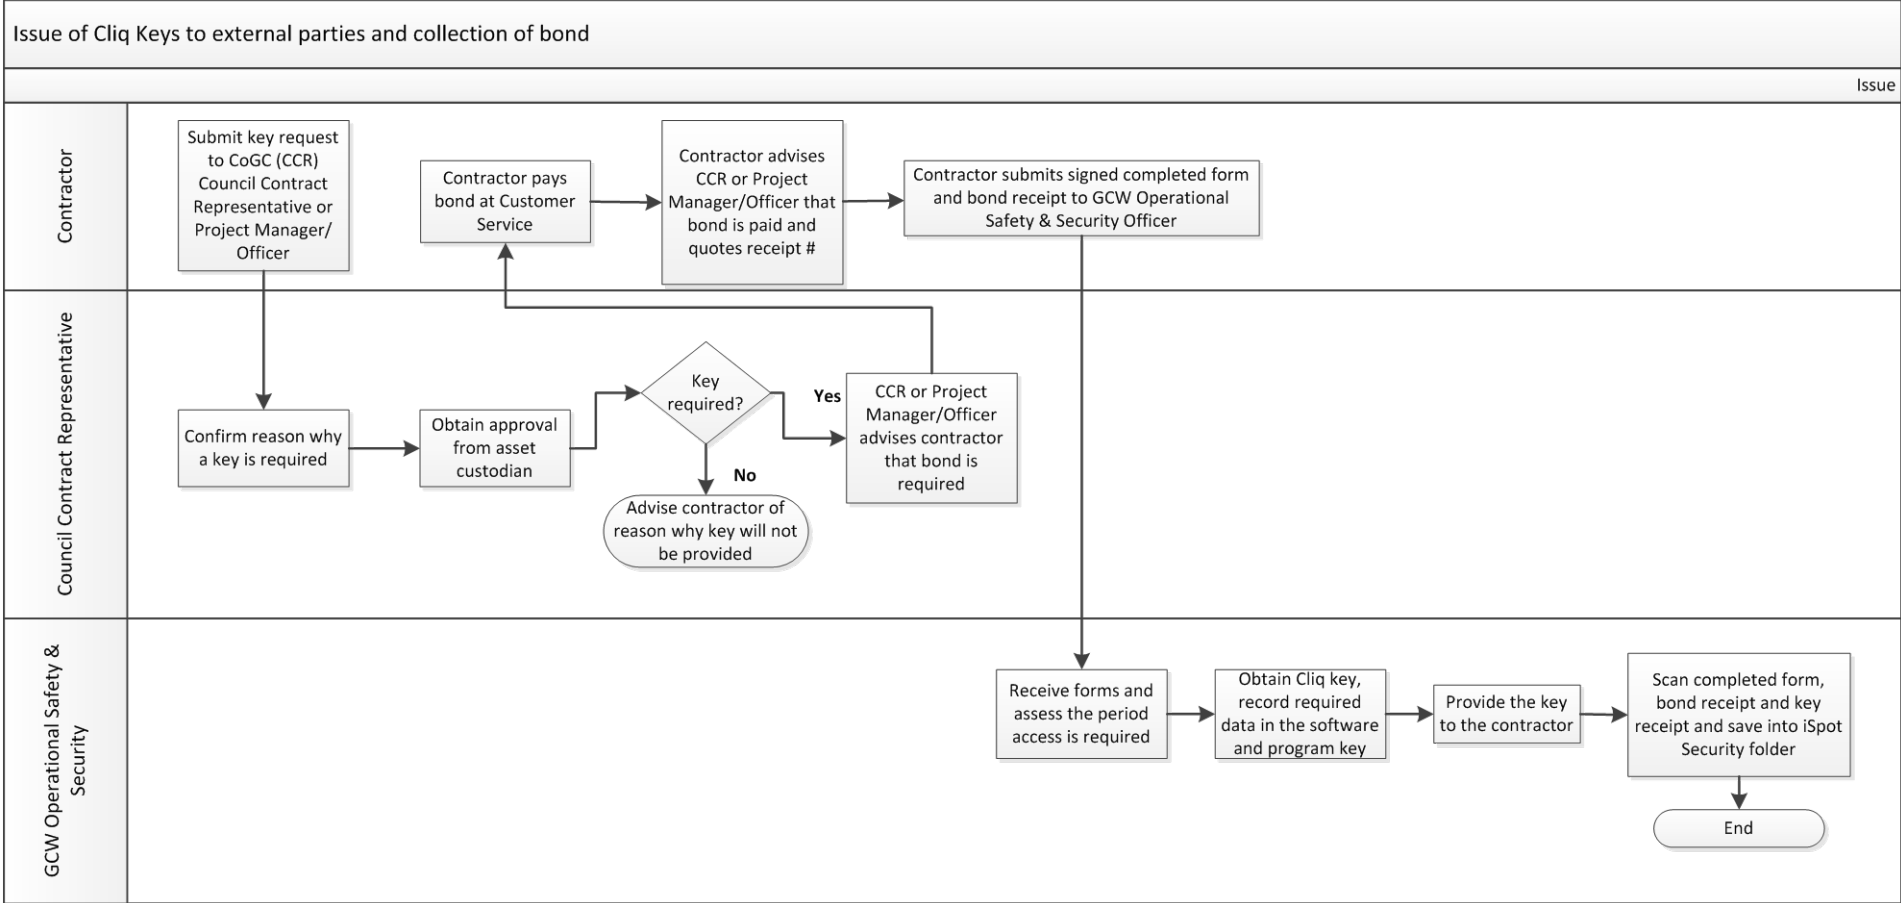 Issue of Cliq Keys to external parties and collection of bond
Issue
Contractor
Submit key request
to CoGC (CCR)
Council Contract
Representative or
Project Manager/
Officer
Contractor pays
bond at Customer
Service
Contractor advises
CCR or Project
Manager/Officer that
bond is paid and
quotes receipt #
Contractor submits signed completed form
and bond receipt to GCW Operational
Safety & Security Officer
Council Contract Representative
Confirm reason why
a key is required
Obtain approval
from asset
custodian
Key
required?
Yes
No
Advise contractor of
reason why key will not
be provided
CCR or Project
Manager/Officer
advises contractor
that bond is
required
GCW Operational Safety &
Security
Receive forms and
assess the period
access is required
Obtain Cliq key,
record required
data in the software
and program key
Provide the key
to the contractor
Scan completed form,
bond receipt and key
receipt and save into iSpot
Security folder
End